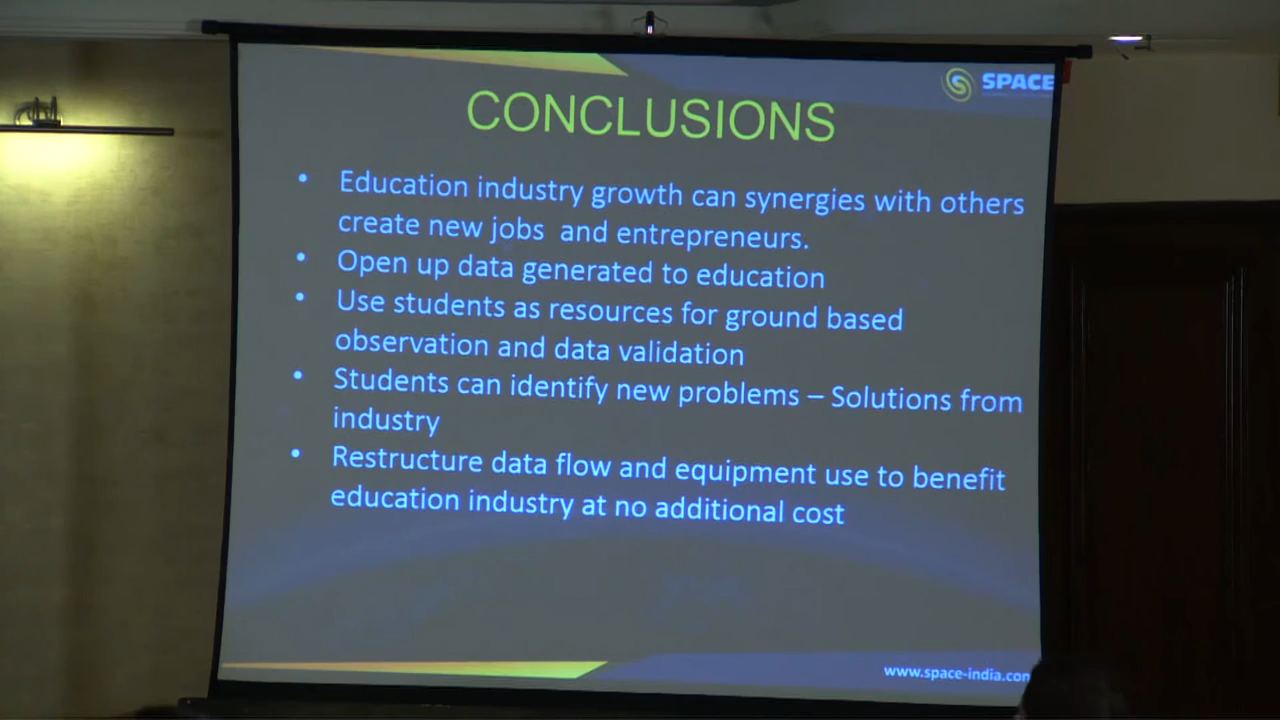 SPACE
CONCLUSIONS
• Education industry growth can synergies with others
create new jobs and entrepreneurs.
• Open up data generated to education
• Use students as resources for ground based
observation and data validation
• Students can identify new problems – Solutions from
industry
• Restructure data flow and equipment use to benefit
education industry at no additional cost
www.space-india.com